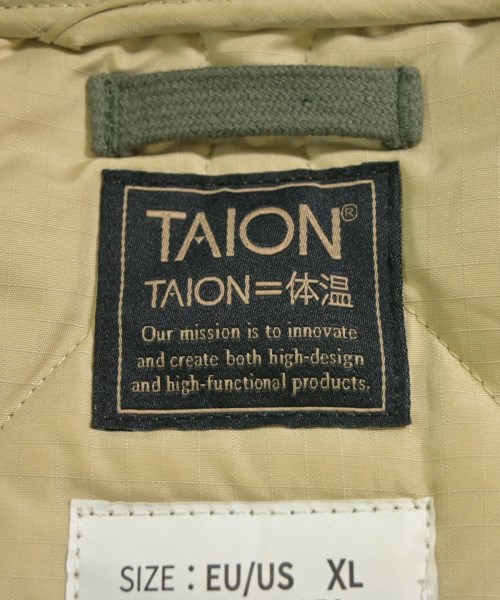 TAION®
TAION=体温
Our mission is to innovate
and create both high-design
and high-functional products.
SIZE : EU/US XL